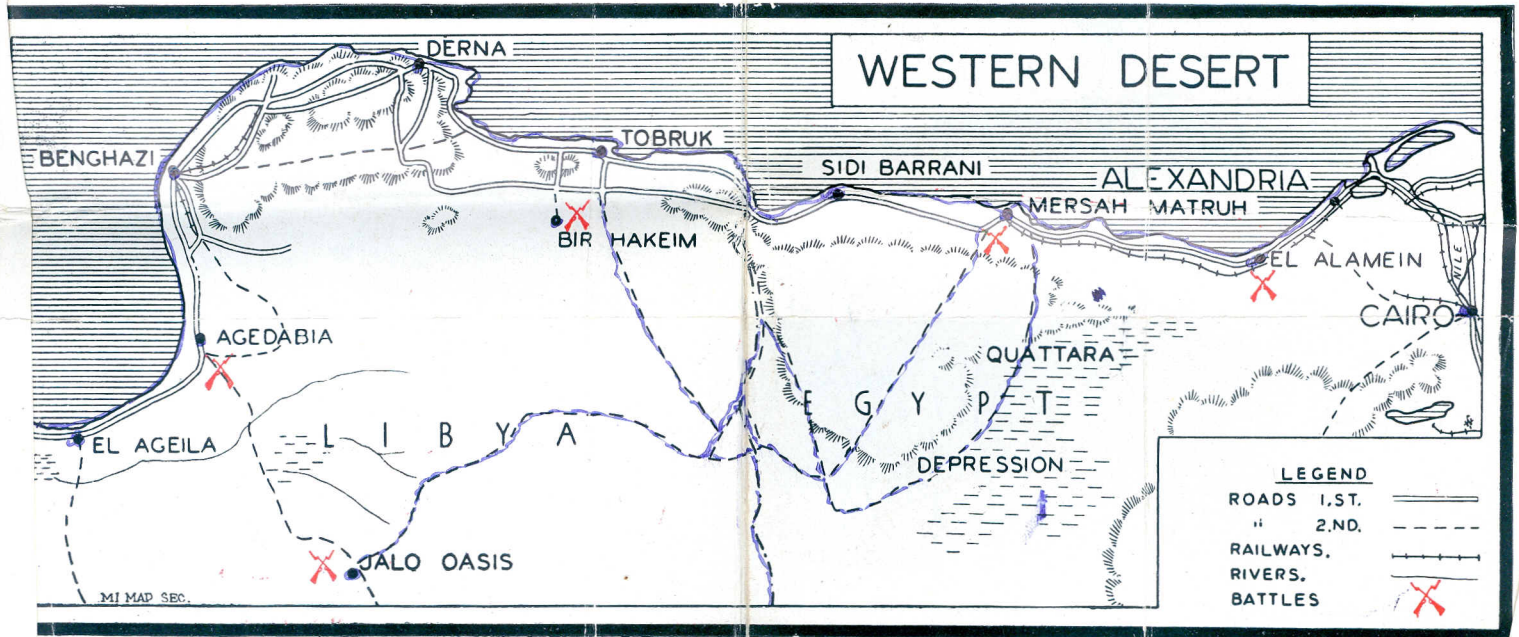 WESTERN DESERT
DERNA
BENGHAZI
TOBRUK
SIDI BARRANI
ALEXANDRIA
MERSAH MATRUH
BIR HAKEIM
EL ALAMEIN
NILE
CAIRO
AGEDABIA
QUATTARA
EGYPT
LIBYA
EL AGEILA
DEPRESSION
JALO OASIS
MI MAP SEC.
LEGEND
ROADS 1.ST.
" 2.ND.
RAILWAYS.
RIVERS.
BATTLES